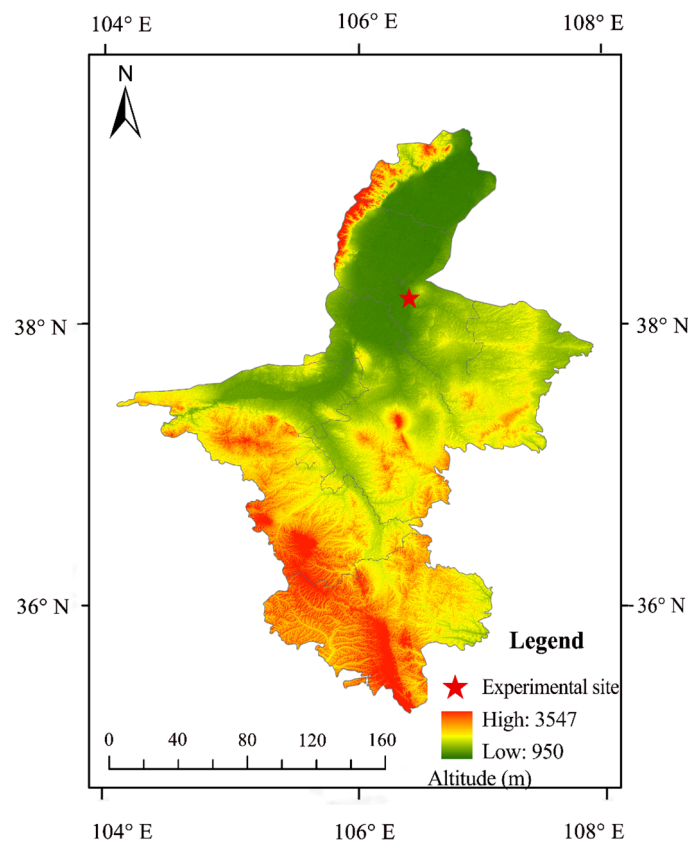 104° E 106° E 108° E
N
38° N 38° N
36° N 36° N
Legend
Experimental site
High: 3547
Low: 950
Altitude (m)
0 40 80 120 160
104° E 106° E 108° E